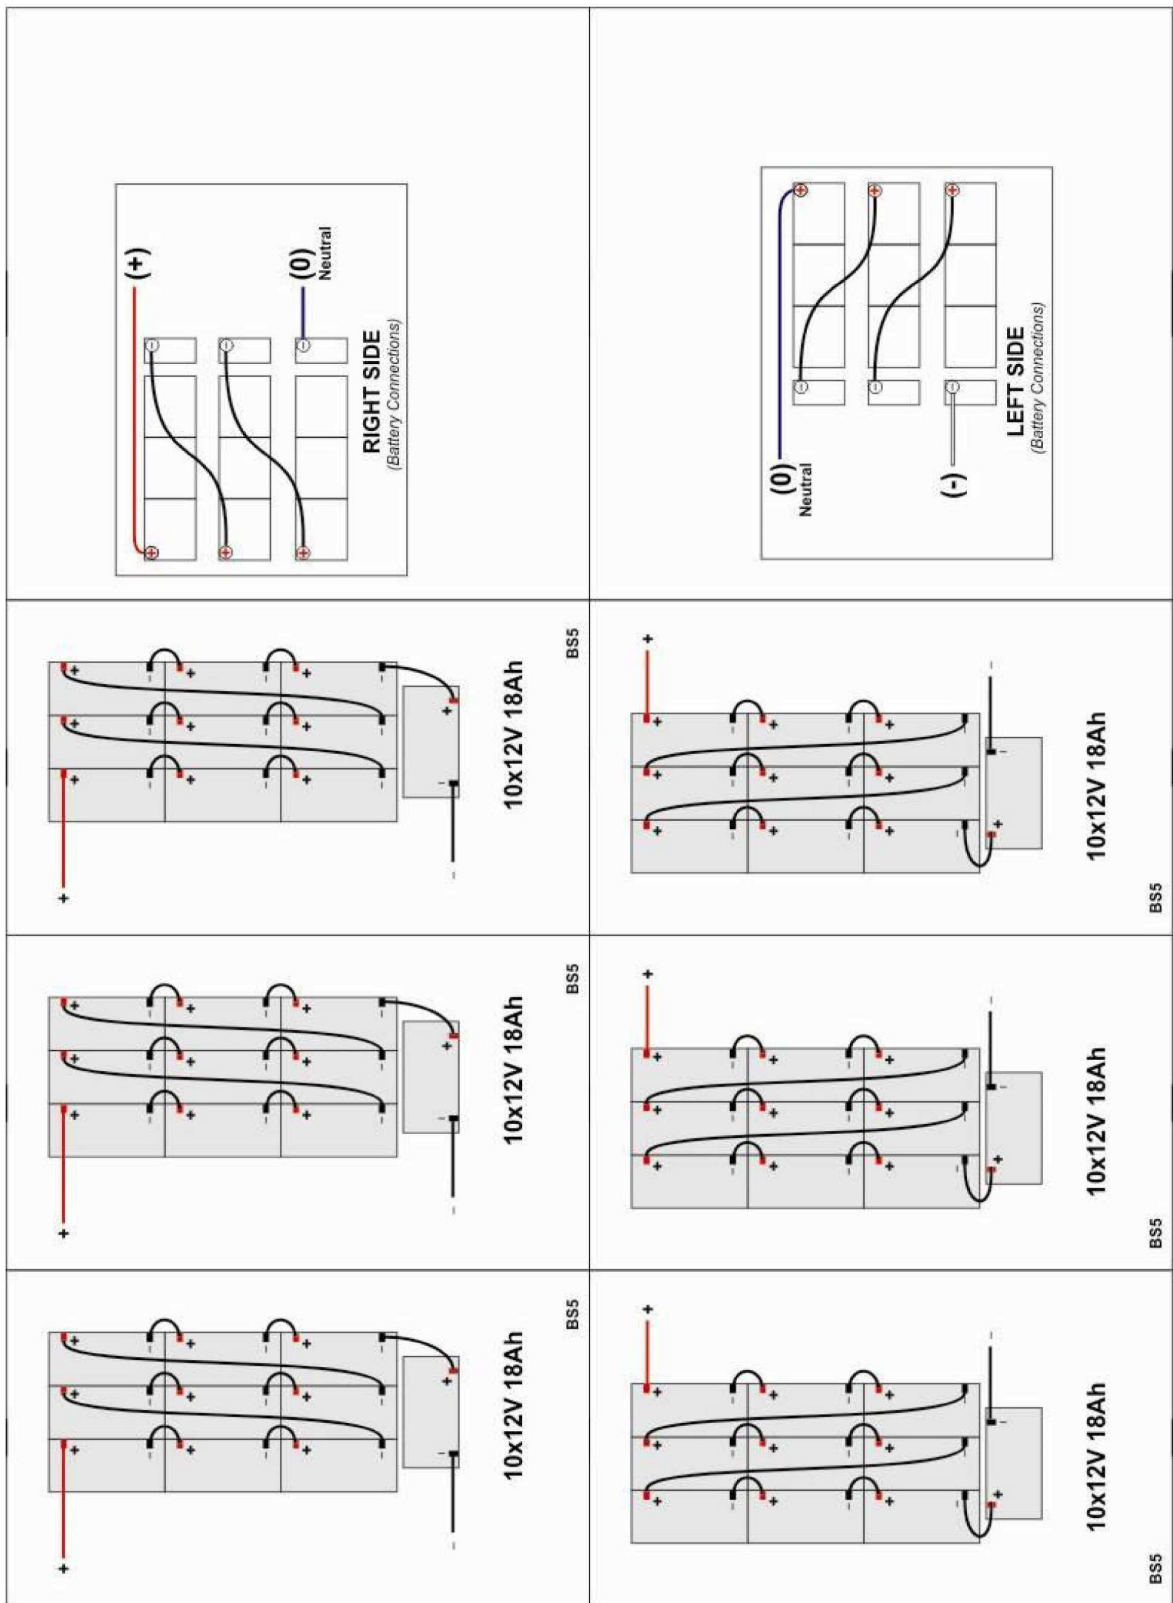 (+)
(0)
Neutral
RIGHT SIDE
(Battery Connections)
(0)
Neutral
(-)
LEFT SIDE
(Battery Connections)
10x12V 18Ah
BS5
10x12V 18Ah
BS5
10x12V 18Ah
BS5
10x12V 18Ah
BS5
10x12V 18Ah
BS5
10x12V 18Ah
BS5